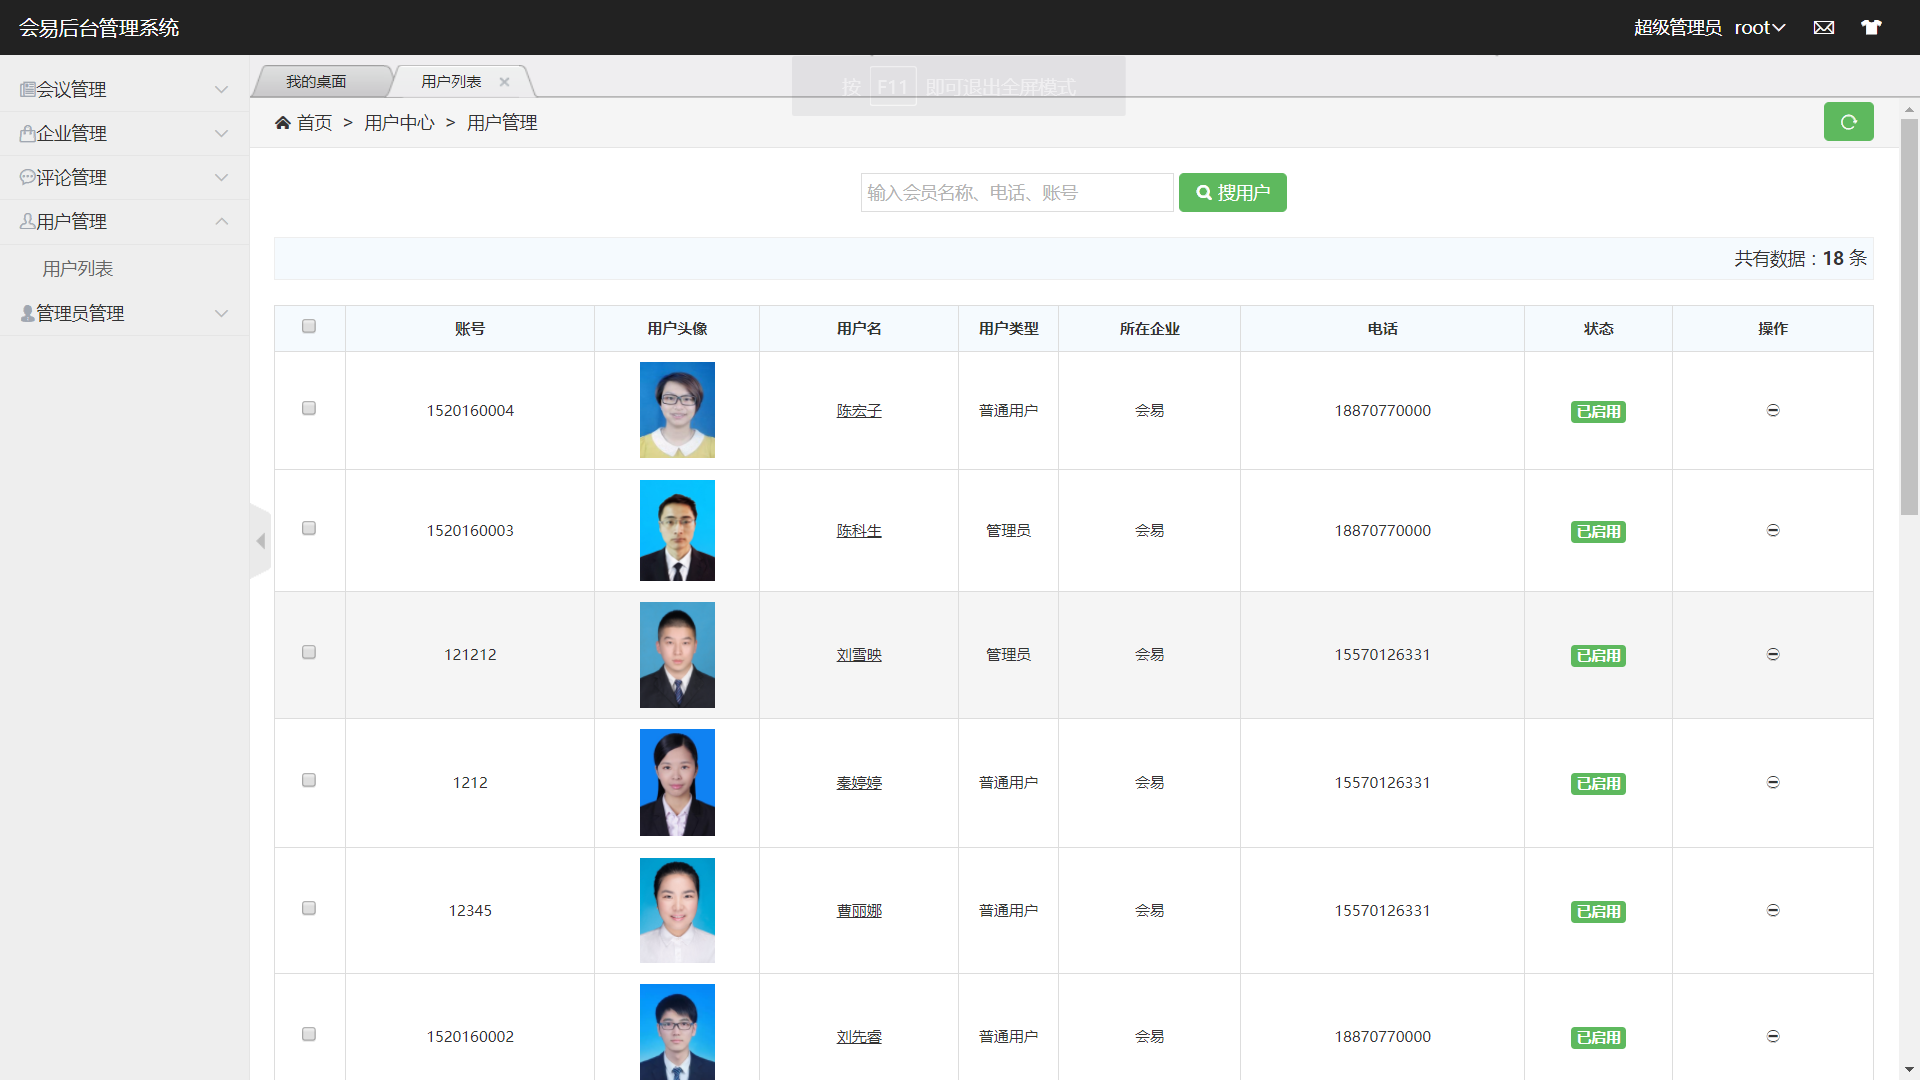 会易后台管理系统
超级管理员 root
会议管理
企业管理
评论管理
用户管理
用户列表
管理员管理
我的桌面
用户列表
按 F11 即可退出全屏模式
首页 > 用户中心 > 用户管理
输入会员名称、电话、账号
搜用户
共有数据：18 条
账号 用户头像 用户名 用户类型 所在企业 电话 状态 操作
1520160004 陈宏子 普通用户 会易 18870770000 已启用
1520160003 陈科生 管理员 会易 18870770000 已启用
121212 刘雪映 管理员 会易 15570126331 已启用
1212 秦婷婷 普通用户 会易 15570126331 已启用
12345 曹丽娜 普通用户 会易 15570126331 已启用
1520160002 刘先睿 普通用户 会易 18870770000 已启用